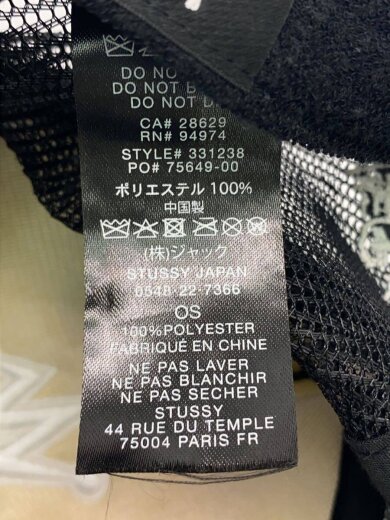 DO NOT
DO NOT
DO NOT D
CA# 28629
RN# 94974
STYLE# 331238
PO# 75649-00
ポリエステル 100%
中国製
(株)ジャック
STUSSY JAPAN
0548-22-7366
OS
100%POLYESTER
FABRIQUÉ EN CHINE
NE PAS LAVER
NE PAS BLANCHIR
NE PAS SECHER
STUSSY
44 RUE DU TEMPLE
75004 PARIS FR